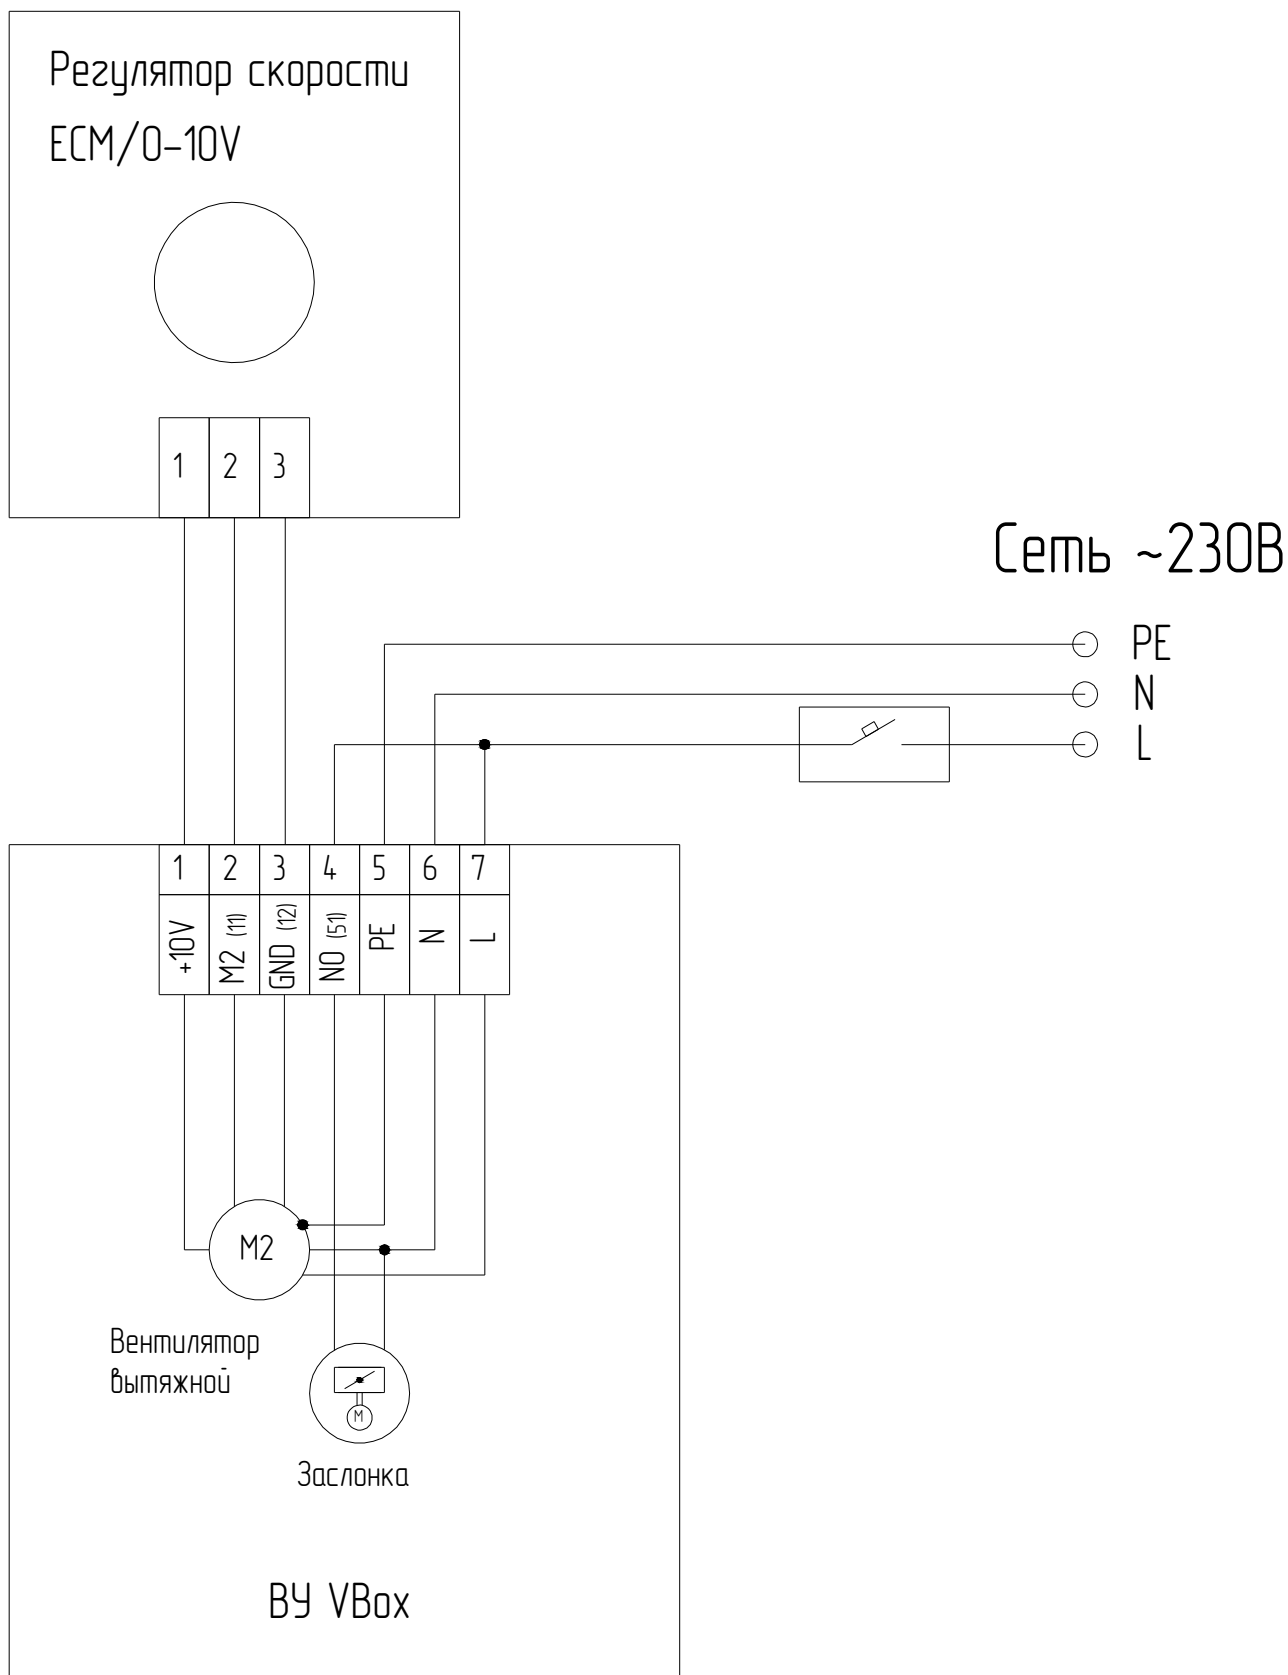 Регулятор скорости
ECM/0-10V
1 2 3
Сеть ~230В
PE
N
L
1 2 3 4 5 6 7
+10V
M2 (11)
GND (12)
NO (51)
PE
N
L
M2
Вентилятор
вытяжной
M
Заслонка
ВУ VBox